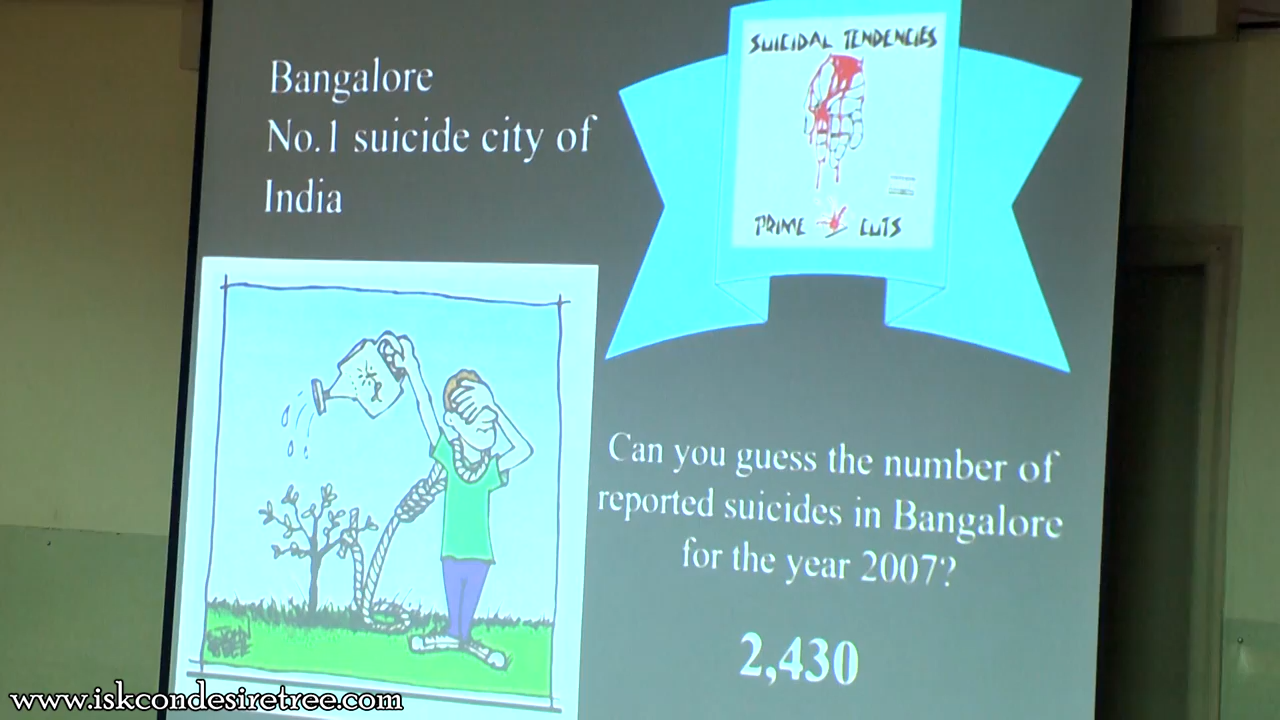 Bangalore
No.1 suicide city of
India
SUICIDAL TENDENCIES
PRIME CUTS
Can you guess the number of
reported suicides in Bangalore
for the year 2007?
2,430
www.iskcondesiretree.com